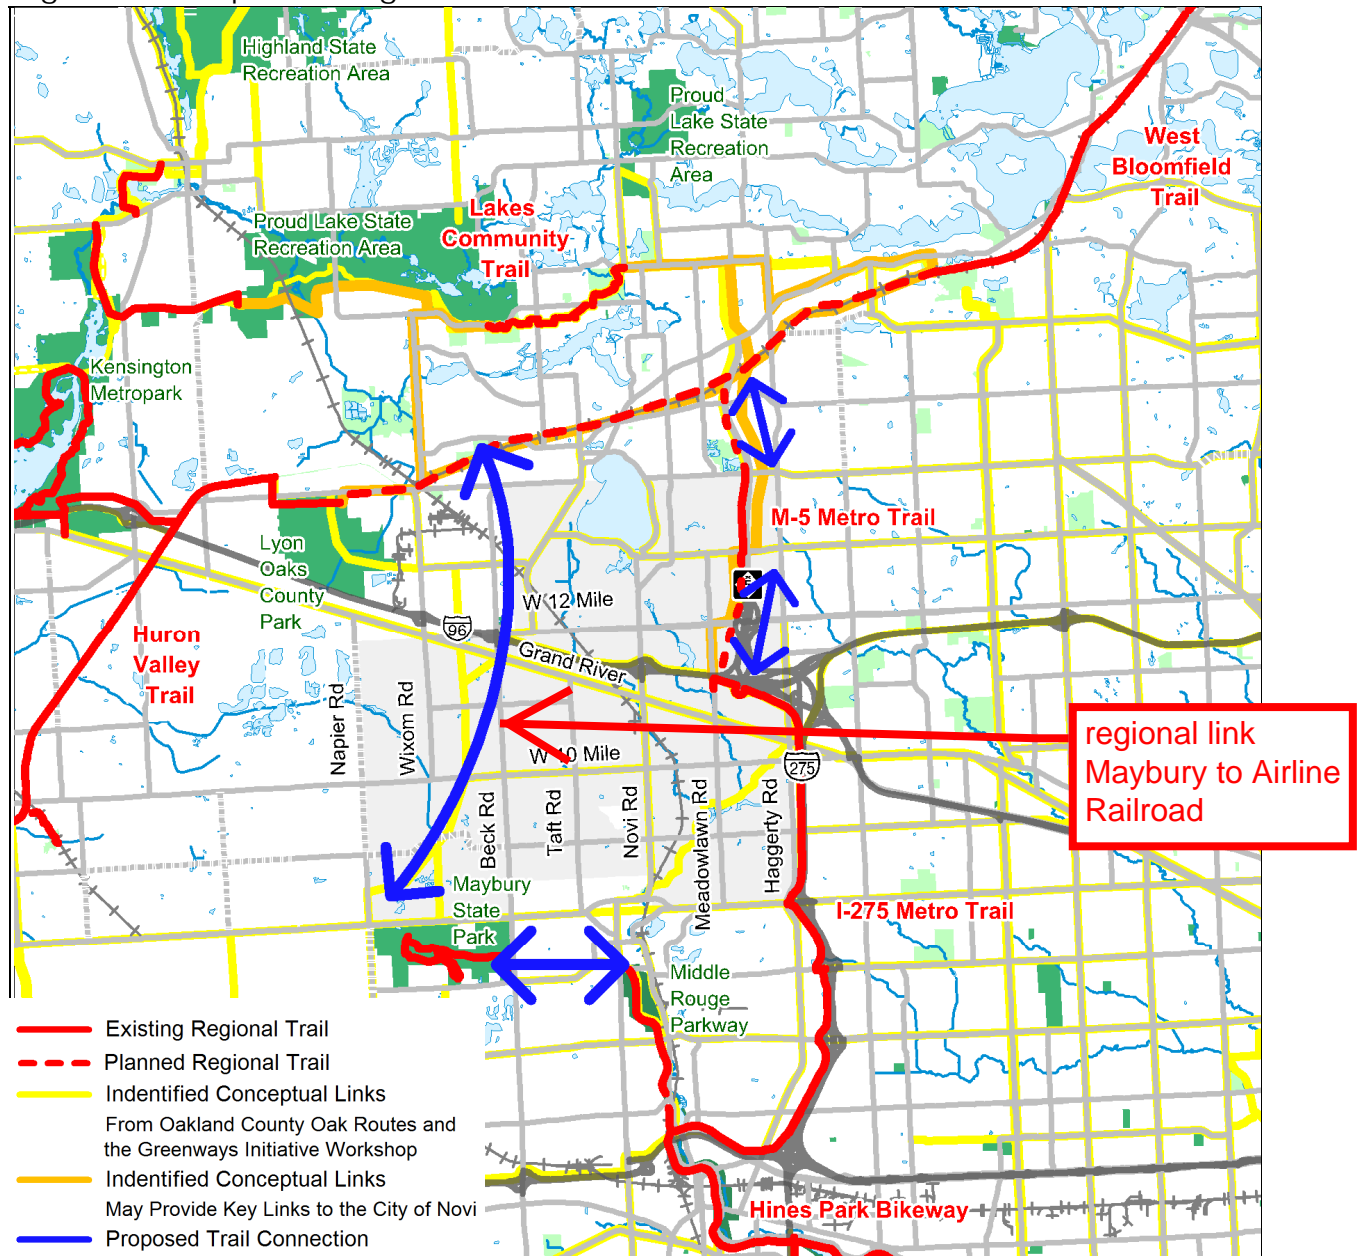 Highland State
Recreation Area
Proud
Lake State
Recreation
Area
West
Bloomfield
Trail
Proud Lake State
Recreation Area
Lakes
Community
Trail
Kensington
Metropark
M-5 Metro Trail
Lyon
Oaks
County
Park
W 12 Mile
96
Grand River
Huron
Valley
Trail
Napier Rd
Wixom Rd
W 10 Mile
275
regional link
Maybury to Airline
Railroad
Beck Rd
Taft Rd
Novi Rd
Meadowlawn Rd
Haggerty Rd
Maybury
State
Park
I-275 Metro Trail
Middle
Rouge
Parkway
Existing Regional Trail
Planned Regional Trail
Indentified Conceptual Links
From Oakland County Oak Routes and
the Greenways Initiative Workshop
Indentified Conceptual Links
May Provide Key Links to the City of Novi
Proposed Trail Connection
Hines Park Bikeway